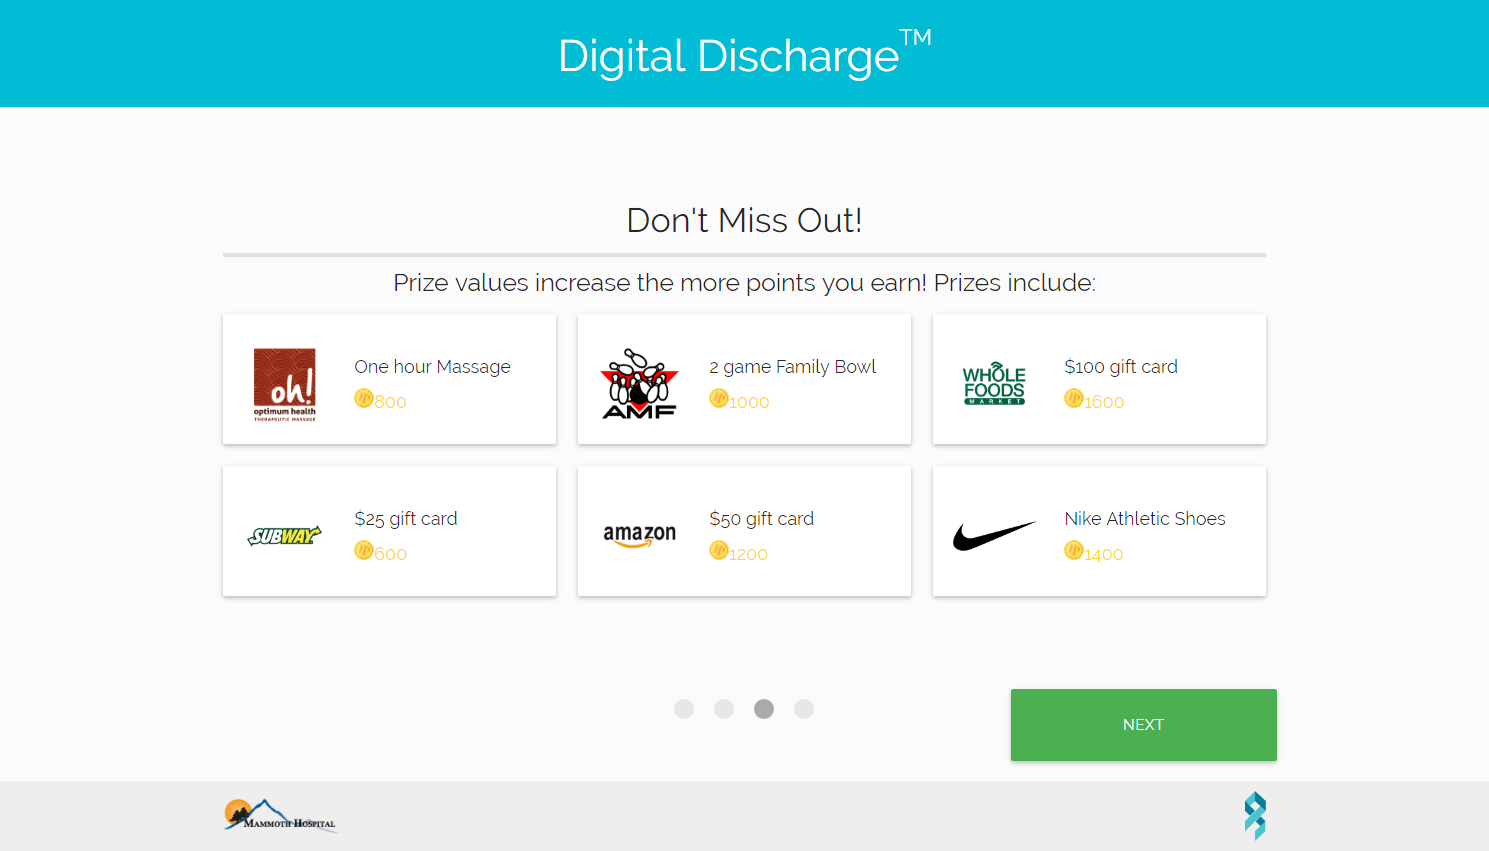 Digital Discharge™
Don't Miss Out!
Prize values increase the more points you earn! Prizes include:
oh!
optimum health
THERAPEUTIC MASSAGE
One hour Massage
800
AMF
2 game Family Bowl
1000
WHOLE
FOODS
MARKET
$100 gift card
1600
SUBWAY
$25 gift card
600
amazon
$50 gift card
1200
Nike Athletic Shoes
1400
NEXT
MAMMOTH HOSPITAL